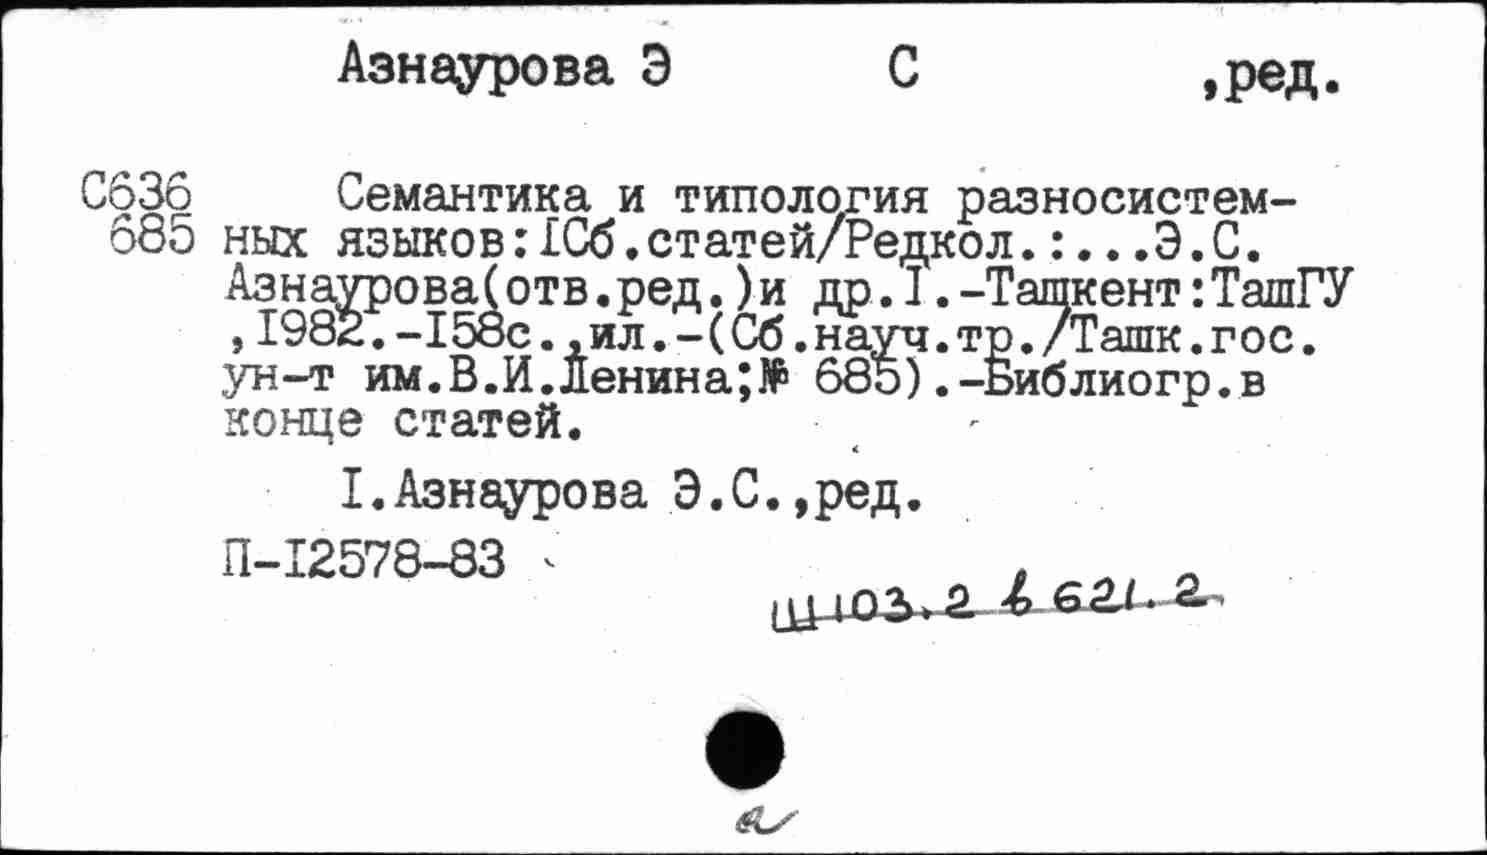 Азнаурова Э С ,ред.
С636 Семантика и типология разносистем-
685 ных языков:[Сб.статей/Редкол.:...Э.С.
Азнаурова(отв.ред.)и др.].-Ташкент:ТашГУ
,1982.-158с.,ил.-(Сб.науч.тр./Ташк.гос.
ун-т им.В.И.Ленина;№ 685).-Библиогр.в
конце статей.
I.Азнаурова Э.С.,ред.
П-12578-83
Ш103.2 в 621.2
а